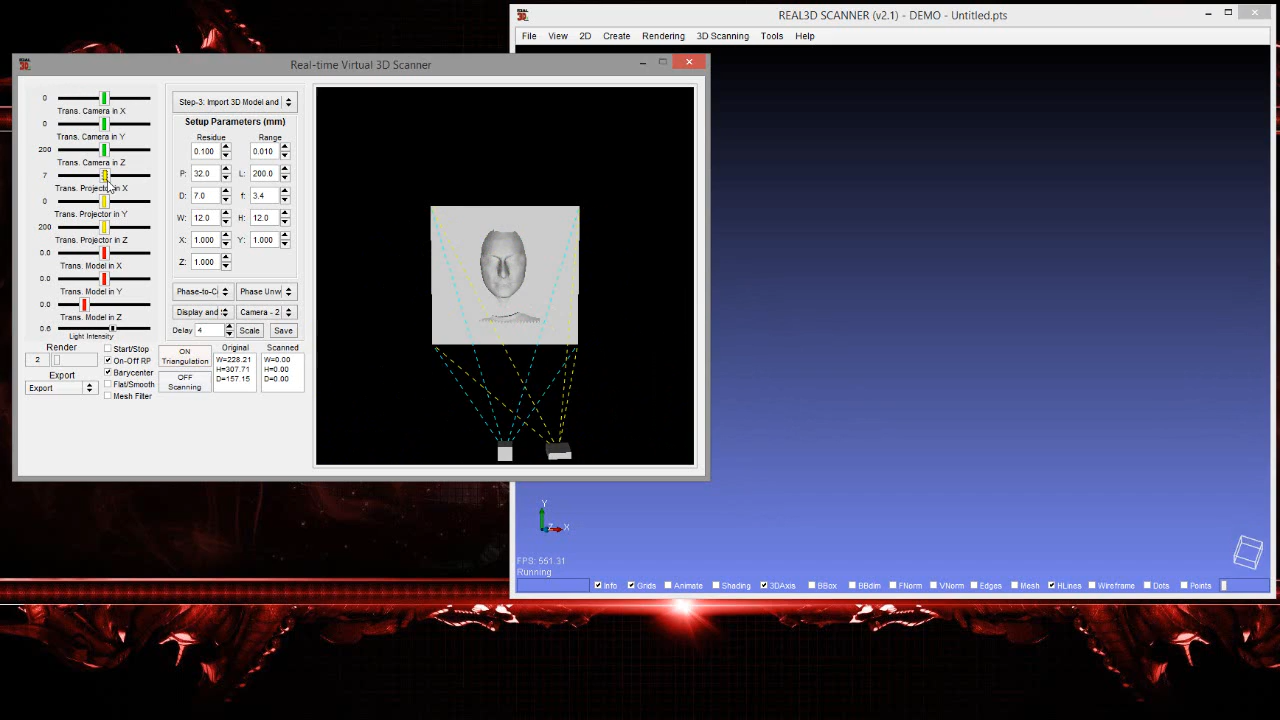 REAL3D SCANNER (v2.1) - DEMO - Untitled.pts
File View 2D Create Rendering 3D Scanning Tools Help
Real-time Virtual 3D Scanner
0
Trans. Camera in X
0
Trans. Camera in Y
200
Trans. Camera in Z
7
Trans. Projector in X
0
Trans. Projector in Y
200
Trans. Projector in Z
0.0
Trans. Model in X
0.0
Trans. Model in Y
0.0
Trans. Model in Z
0.6
Light Intensity
Render
2
Export
Export
Start/Stop
On-Off RP
Barycenter
Flat/Smooth
Mesh Filter
Step-3: Import 3D Model and
Setup Parameters (mm)
Residue Range
0.100 0.010
P: 32.0 L: 200.0
D: 7.0 f: 3.4
W: 12.0 H: 12.0
X: 1.000 Y: 1.000
Z: 1.000
Phase-to-C Phase Unw
Display and Camera - 2
Delay 4 Scale Save
ON
Triangulation
OFF
Scanning
Original
W=228.21
H=307.71
D=157.15
Scanned
W=0.00
H=0.00
D=0.00
Y
Z X
FPS: 551.31
Running
Info Grids Animate Shading 3DAxis BBox BBdim FNorm VNorm Edges Mesh HLines Wireframe Dots Points